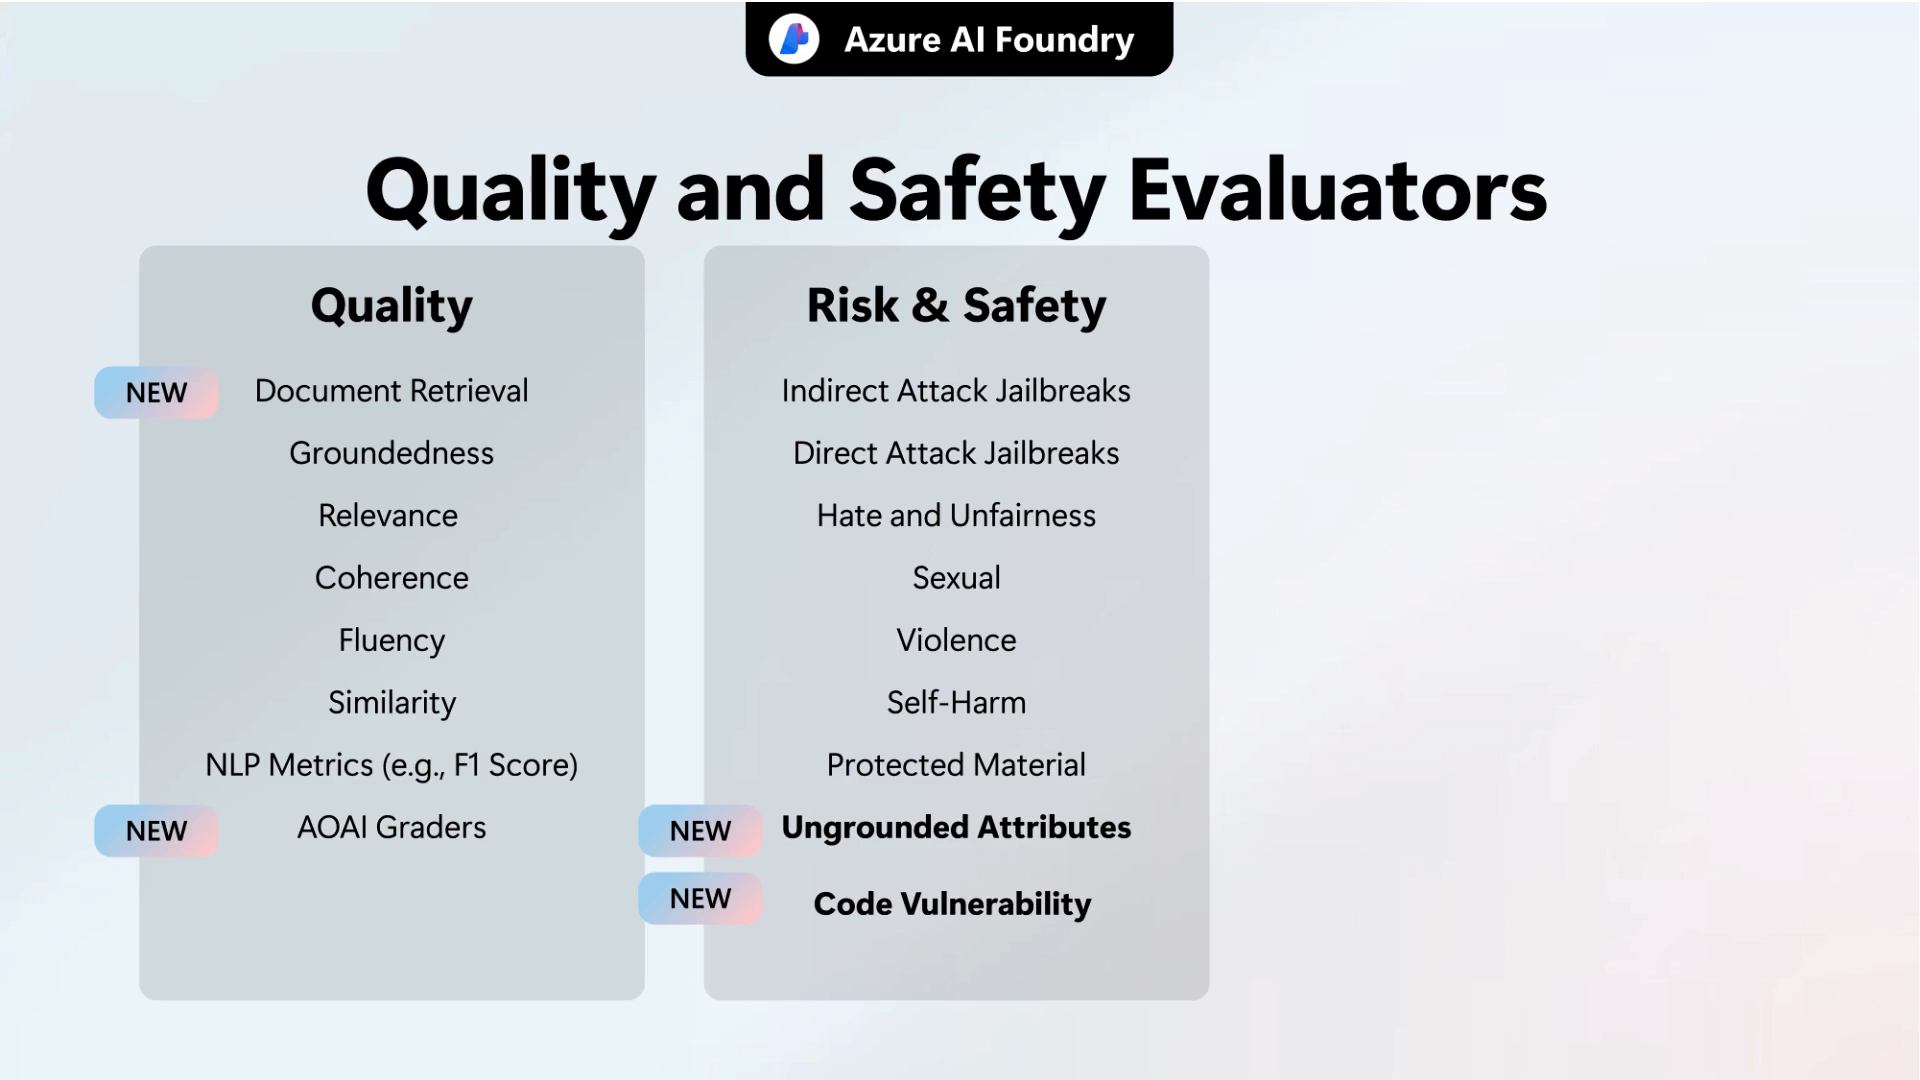 Azure AI Foundry
Quality and Safety Evaluators
Quality
NEW Document Retrieval
Groundedness
Relevance
Coherence
Fluency
Similarity
NLP Metrics (e.g., F1 Score)
NEW AOAI Graders
Risk & Safety
Indirect Attack Jailbreaks
Direct Attack Jailbreaks
Hate and Unfairness
Sexual
Violence
Self-Harm
Protected Material
NEW Ungrounded Attributes
NEW Code Vulnerability